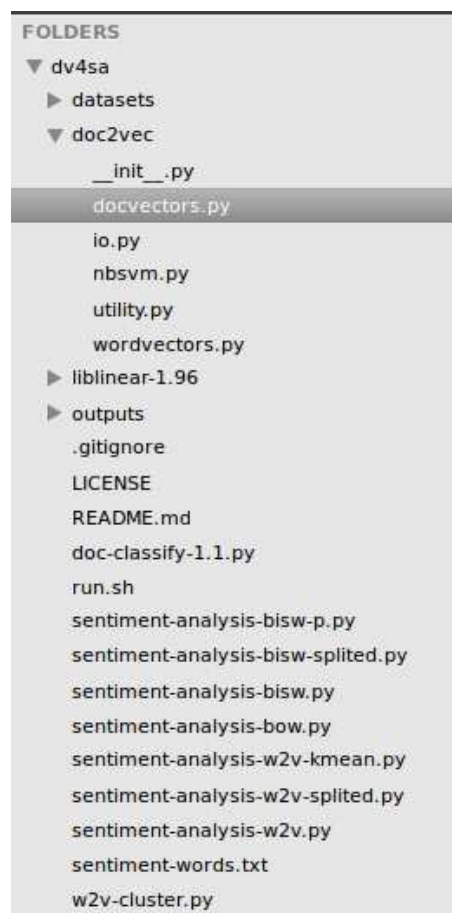 FOLDERS
dv4sa
datasets
doc2vec
__init__.py
docvectors.py
io.py
nbsvm.py
utility.py
wordvectors.py
liblinear-1.96
outputs
.gitignore
LICENSE
README.md
doc-classify-1.1.py
run.sh
sentiment-analysis-bisw-p.py
sentiment-analysis-bisw-splited.py
sentiment-analysis-bisw.py
sentiment-analysis-bow.py
sentiment-analysis-w2v-kmean.py
sentiment-analysis-w2v-splited.py
sentiment-analysis-w2v.py
sentiment-words.txt
w2v-cluster.py